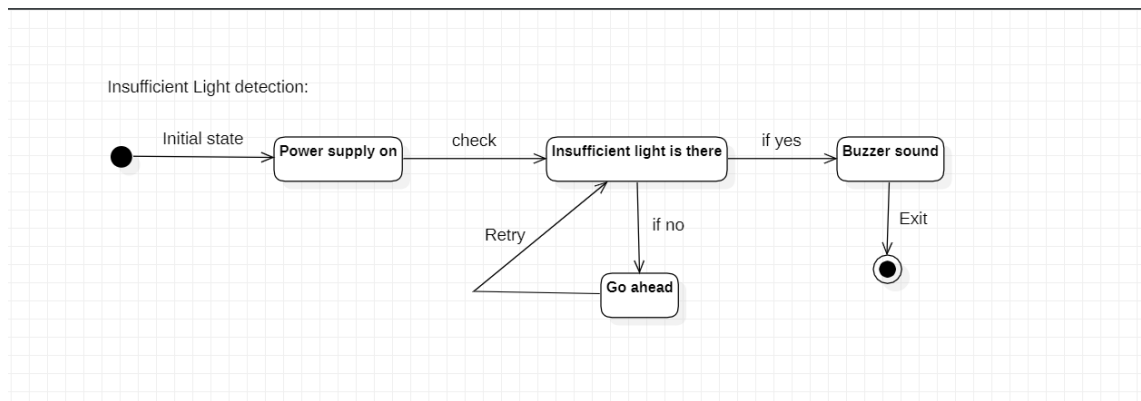 Insufficient Light detection:
Initial state
Power supply on
check
Insufficient light is there
if yes
Buzzer sound
Retry
if no
Exit
Go ahead